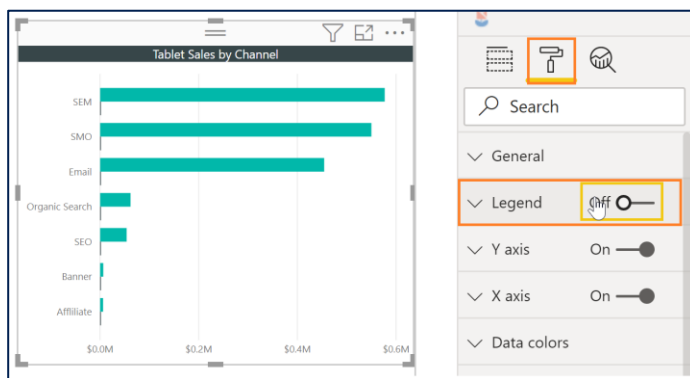 Tablet Sales by Channel
SEM
SMO
Email
Organic Search
SEO
Banner
Affiliate
$0.0M $0.2M $0.4M $0.6M
Search
General
Legend Off
Y axis On
X axis On
Data colors